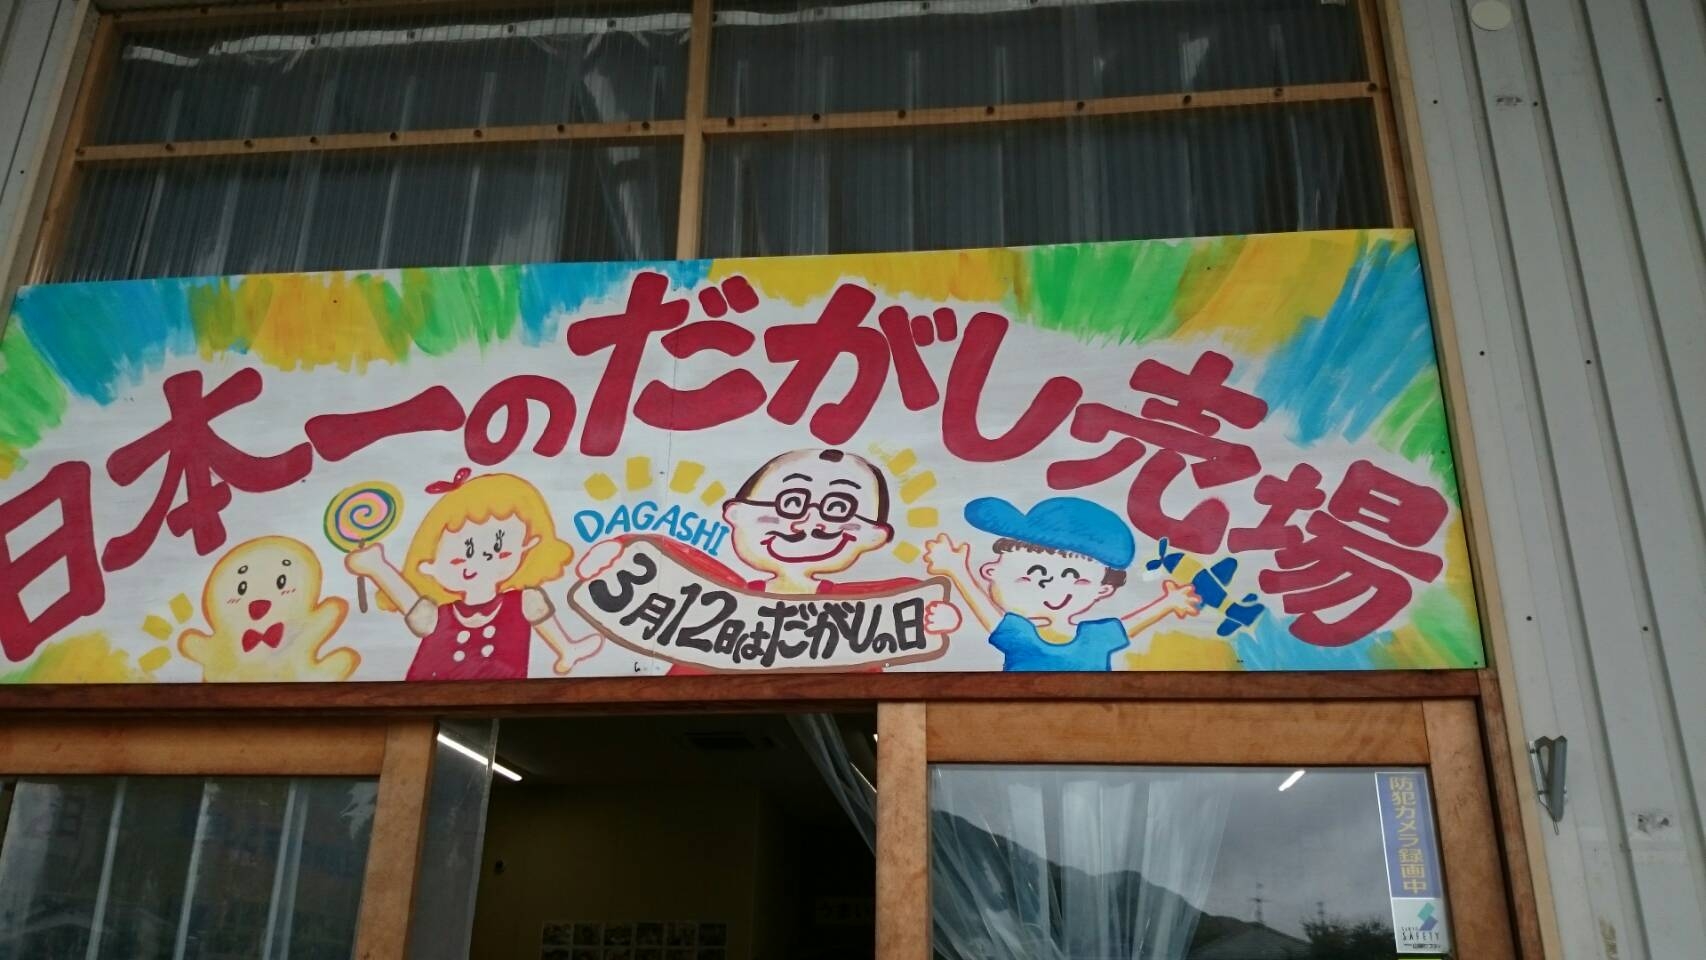 日本一のだがし売場
DAGASHI
3月12日はだがしの日
防犯カメラ録画中
SAFETY